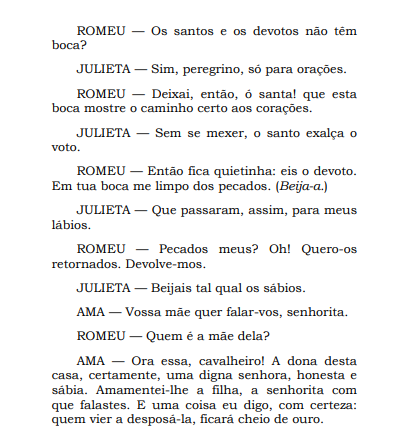 ROMEU — Os santos e os devotos não têm
boca?
JULIETA — Sim, peregrino, só para orações.
ROMEU — Deixai, então, ó santa! que esta
boca mostre o caminho certo aos corações.
JULIETA — Sem se mexer, o santo exalça o
voto.
ROMEU — Então fica quietinha: eis o devoto.
Em tua boca me limpo dos pecados. (Beija-a.)
JULIETA — Que passaram, assim, para meus
lábios.
ROMEU — Pecados meus? Oh! Quero-os
retornados. Devolve-mos.
JULIETA — Beijais tal qual os sábios.
AMA — Vossa mãe quer falar-vos, senhorita.
ROMEU — Quem é a mãe dela?
AMA — Ora essa, cavalheiro! A dona desta
casa, certamente, uma digna senhora, honesta e
sábia. Amamentei-lhe a filha, a senhorita com
que falastes. E uma coisa eu digo, com certeza:
quem vier a desposá-la, ficará cheio de ouro.